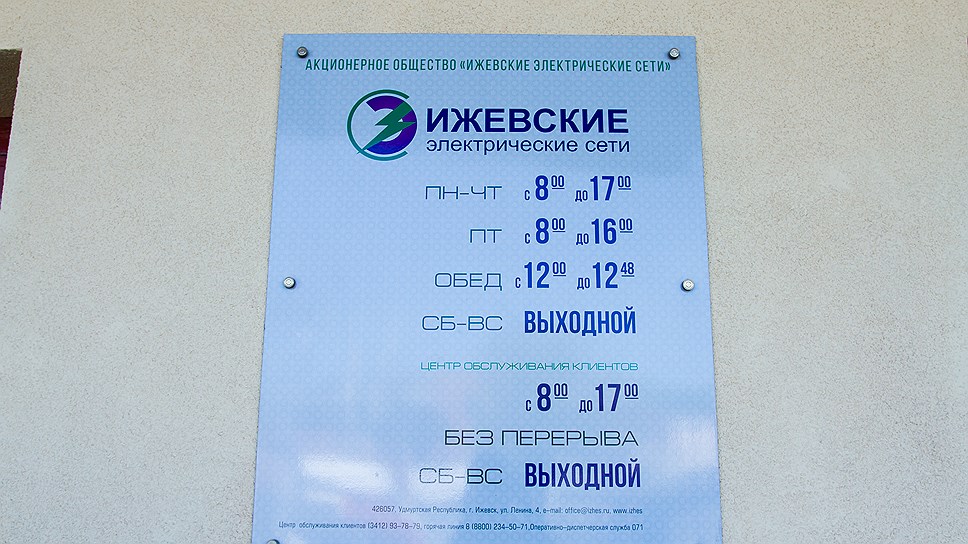 АКЦИОНЕРНОЕ ОБЩЕСТВО «ИЖЕВСКИЕ ЭЛЕКТРИЧЕСКИЕ СЕТИ»
ИЖЕВСКИЕ
электрические сети
ПН-ЧТ с 8 00 до 17 00
ПТ с 8 00 до 16 00
ОБЕД с 12 00 до 12 48
СБ-ВС ВЫХОДНОЙ
ЦЕНТР ОБСЛУЖИВАНИЯ КЛИЕНТОВ
с 8 00 до 17 00
БЕЗ ПЕРЕРЫВА
СБ-ВС ВЫХОДНОЙ
426057, Удмуртская Республика, г. Ижевск, ул. Ленина, 4, e-mail: office@izhes.ru, www.izhes
Центр обслуживания клиентов (3412) 93-78-79, горячая линия 8 (8800) 234-50-71,Оперативно-диспетчерская служба 071